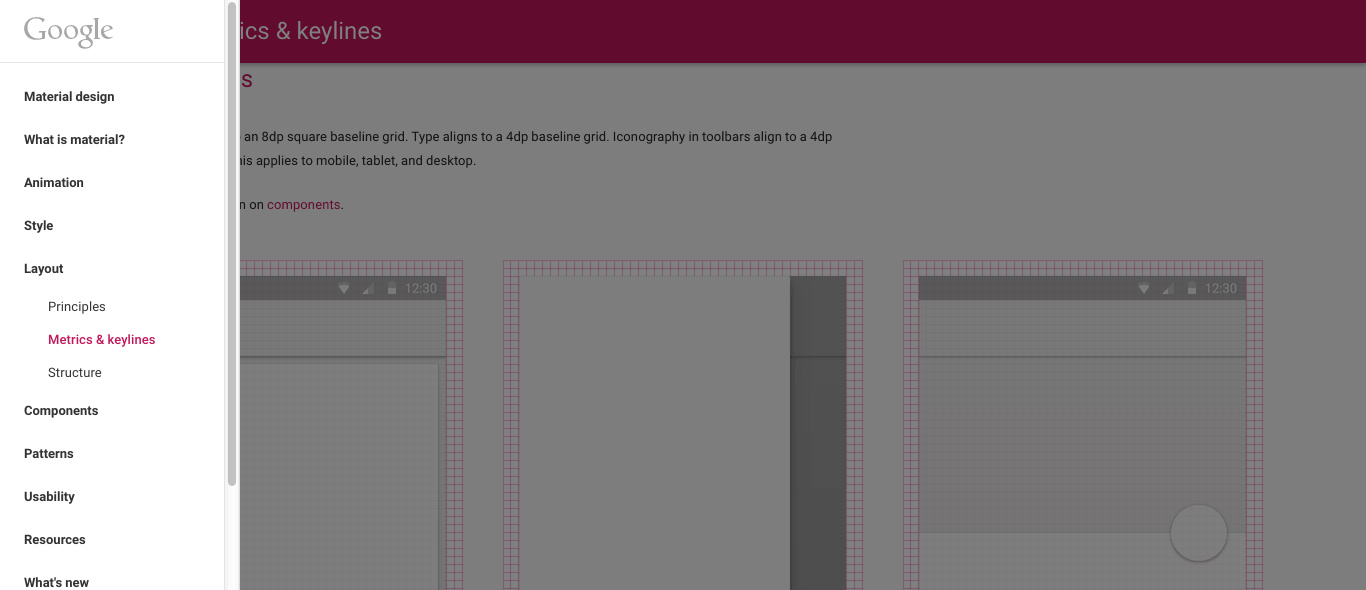 Google
ics & keylines
s
Material design
What is material?
Animation
Style
Layout
Principles
Metrics & keylines
Structure
Components
Patterns
Usability
Resources
What's new
an 8dp square baseline grid. Type aligns to a 4dp baseline grid. Iconography in toolbars align to a 4dp
his applies to mobile, tablet, and desktop.
n on components.
12:30
12:30